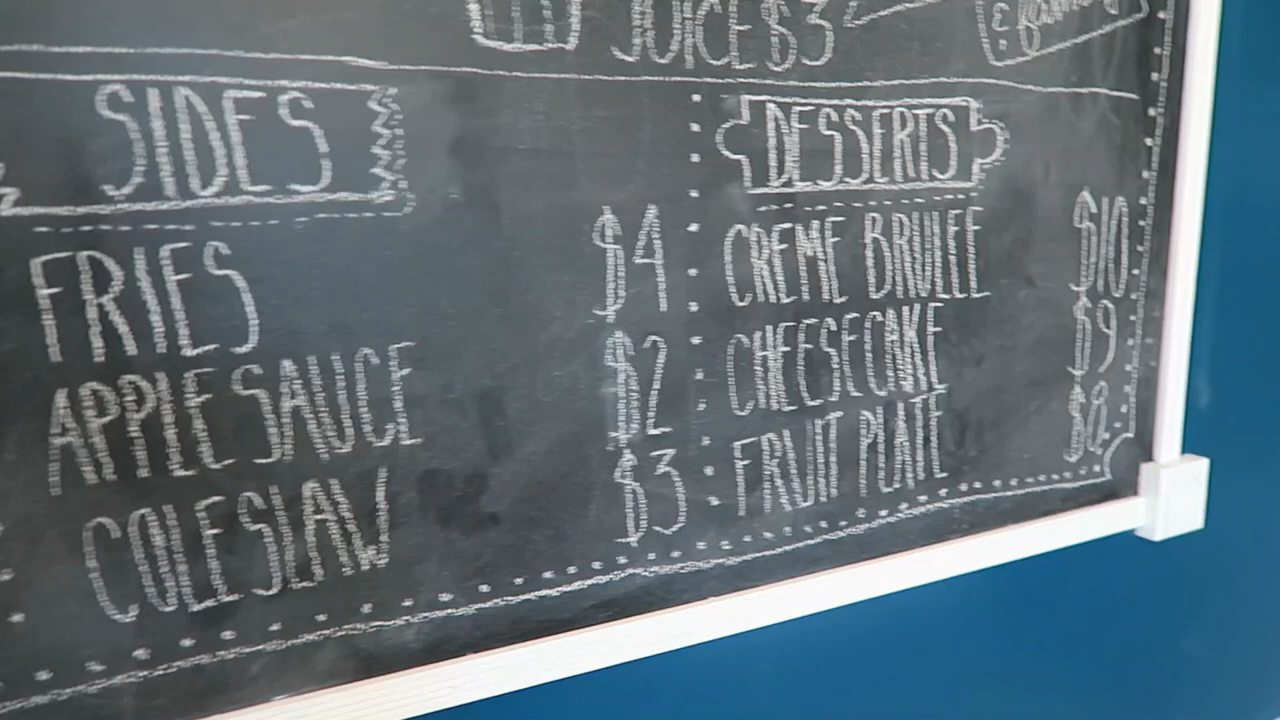 JUICE $3
&
SIDES
FRIES $4
APPLESAUCE $2
COLESLAW $3
DESSERTS
CREME BRULEE $10
CHEESECAKE $9
FRUIT PLATE $8